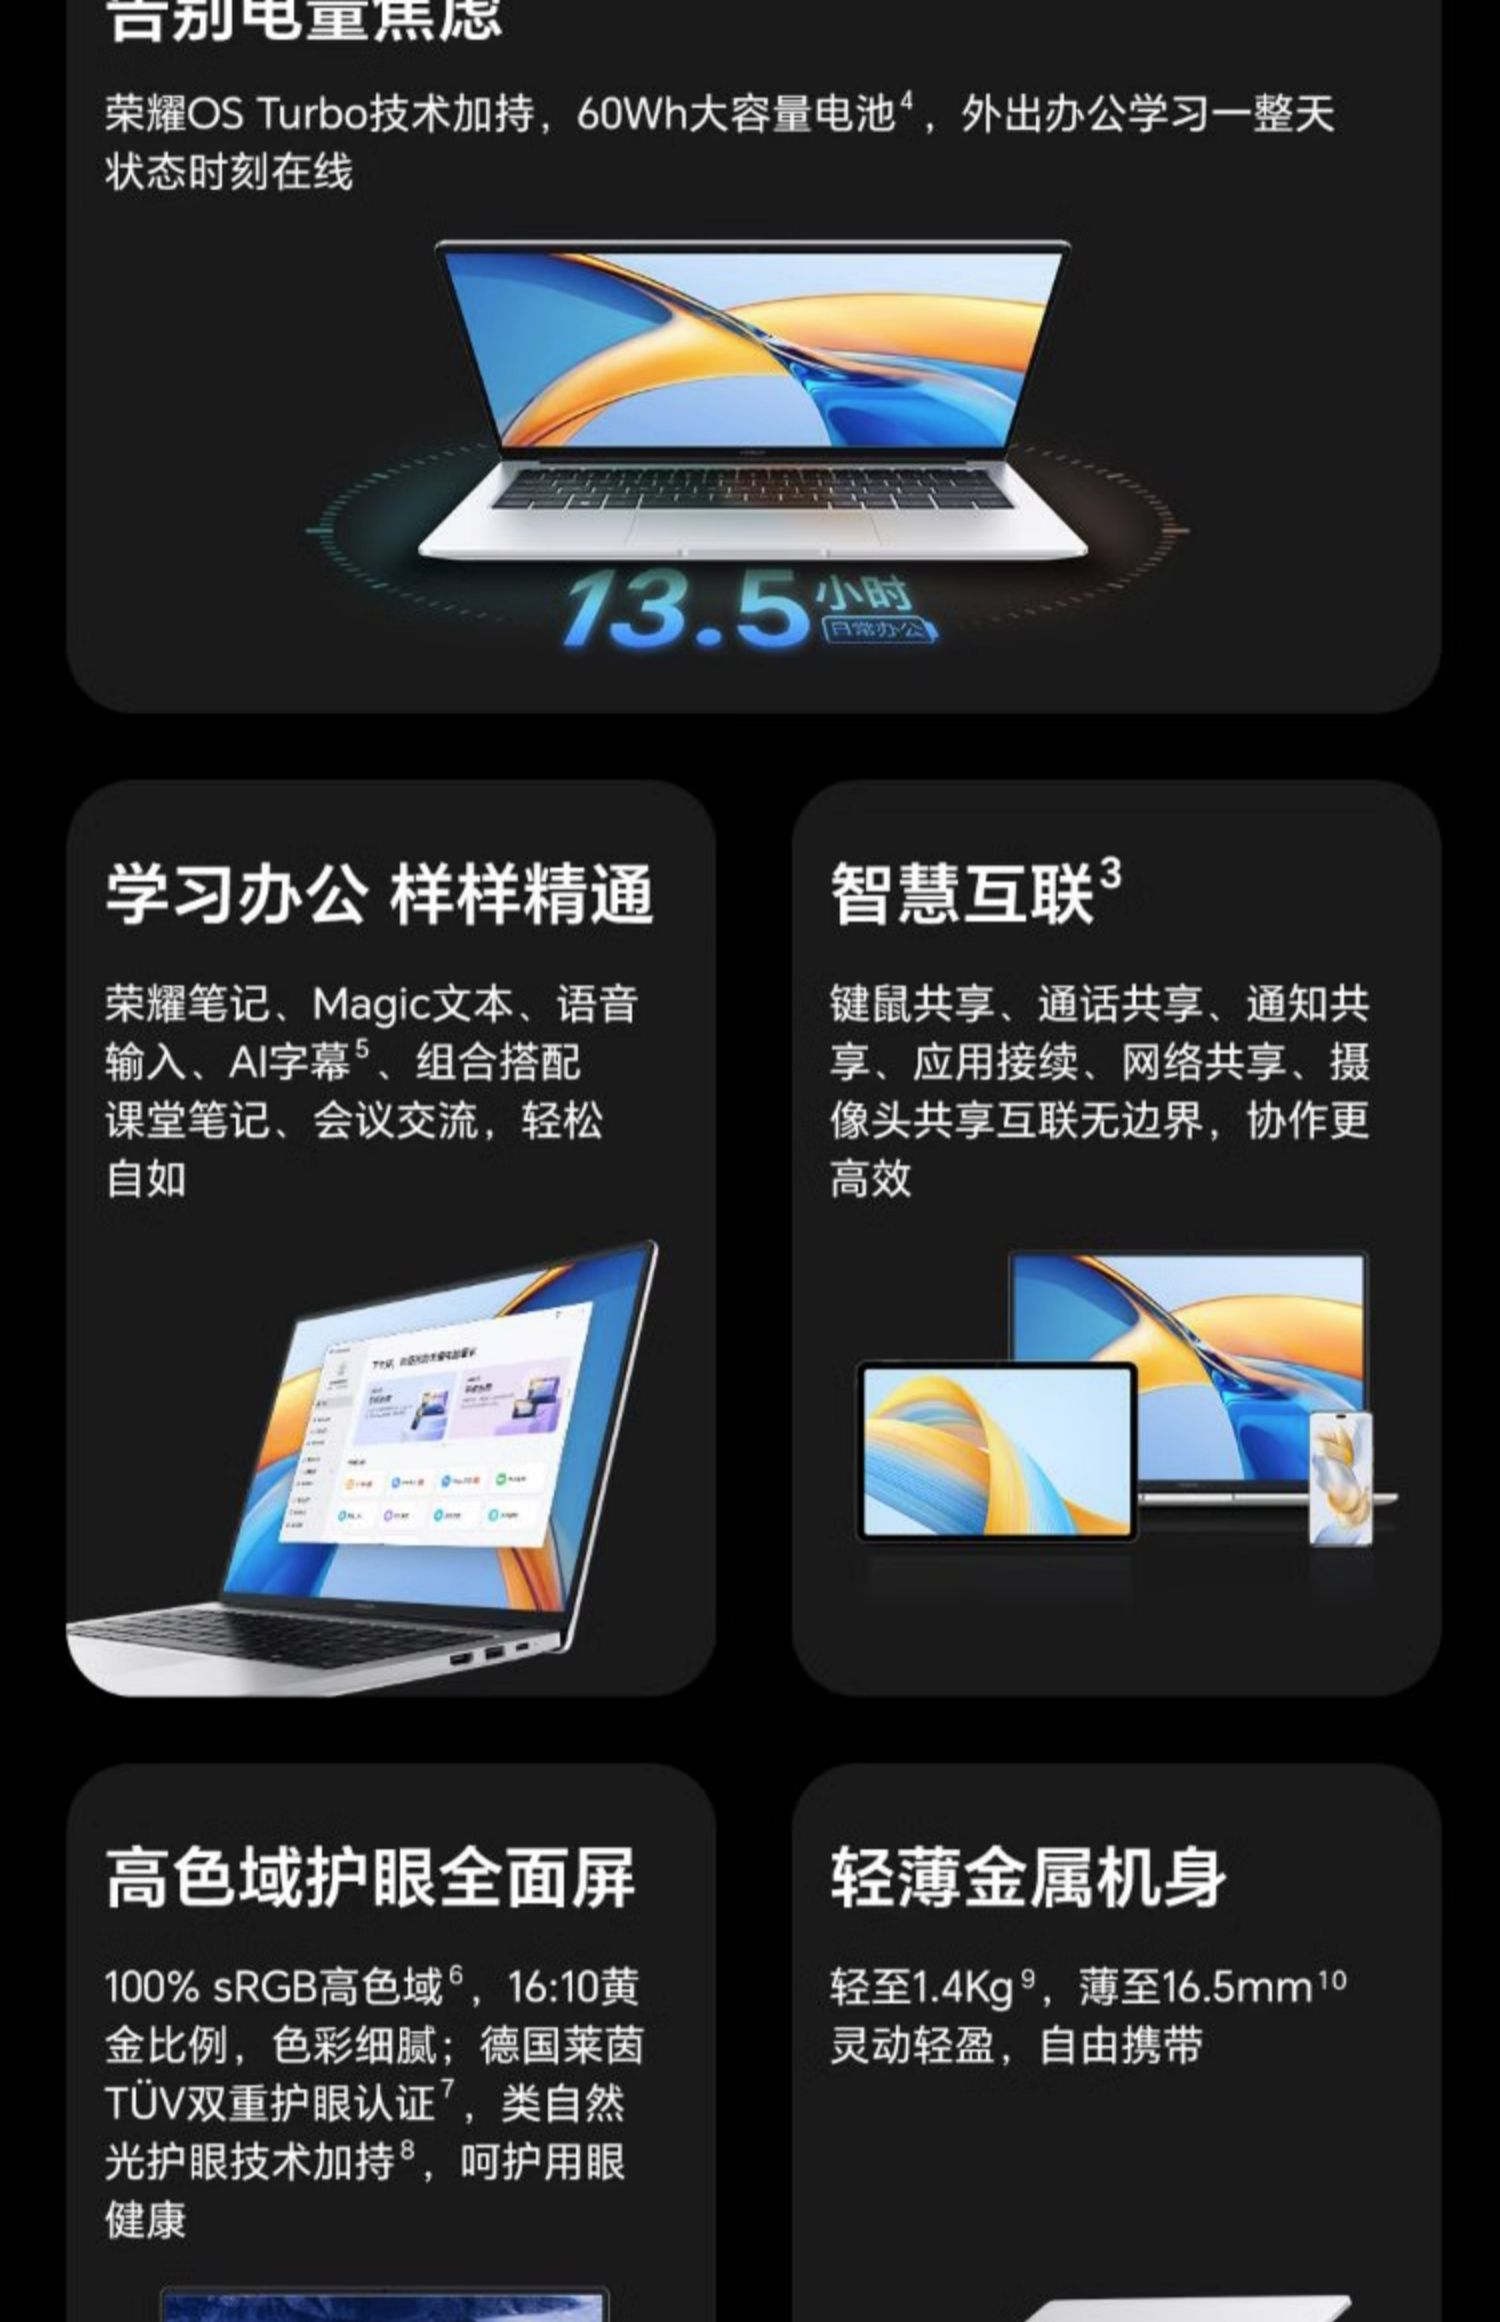 告别电量焦虑
荣耀OS Turbo技术加持，60Wh大容量电池4，外出办公学习一整天
状态时刻在线
13.5小时
日常办公
学习办公 样样精通
荣耀笔记、Magic文本、语音
输入、AI字幕5、组合搭配
课堂笔记、会议交流，轻松
自如
智慧互联3
键鼠共享、通话共享、通知共
享、应用接续、网络共享、摄
像头共享互联无边界，协作更
高效
高色域护眼全面屏
100% sRGB高色域6，16:10黄
金比例，色彩细腻；德国莱茵
TÜV双重护眼认证7，类自然
光护眼技术加持8，呵护用眼
健康
轻薄金属机身
轻至1.4Kg9，薄至16.5mm10
灵动轻盈，自由携带